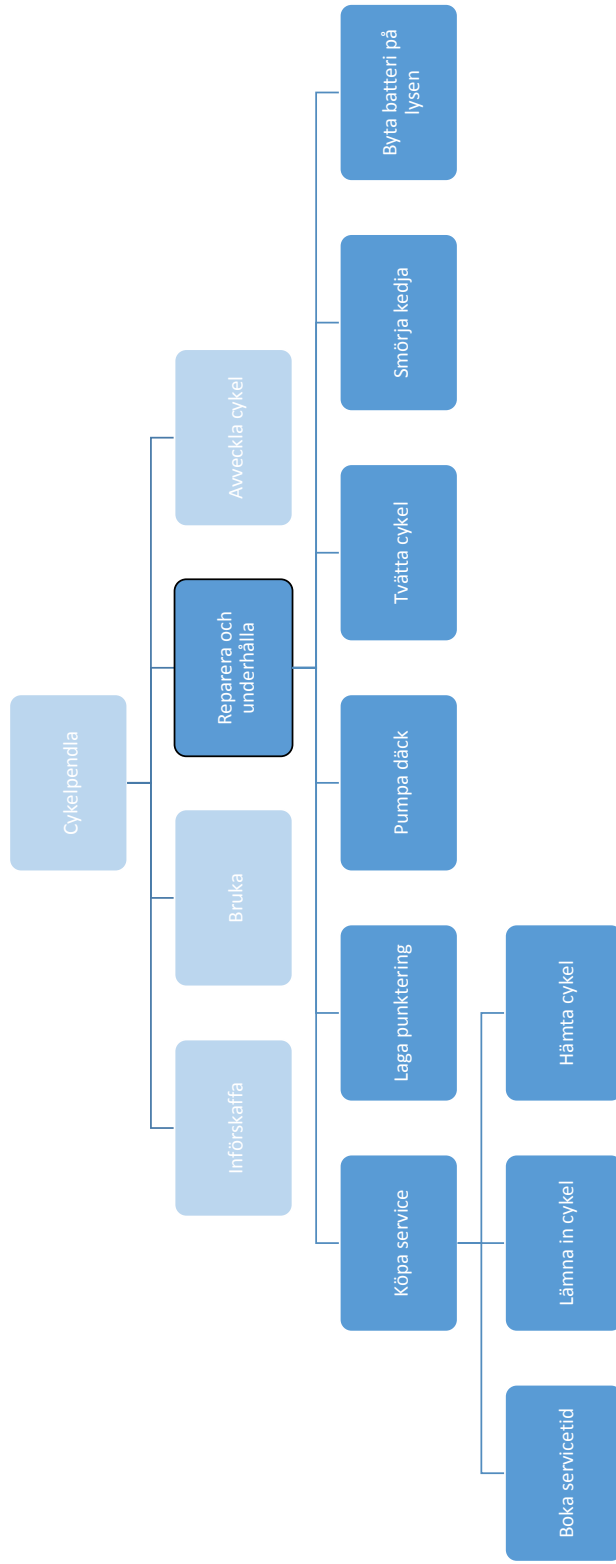 Cykelpendla
Införskaffa
Bruka
Reparera och
underhålla
Avveckla cykel
Köpa service
Laga punktering
Pumpa däck
Tvätta cykel
Smörja kedja
Byta batteri på
lysen
Boka servicetid
Lämna in cykel
Hämta cykel